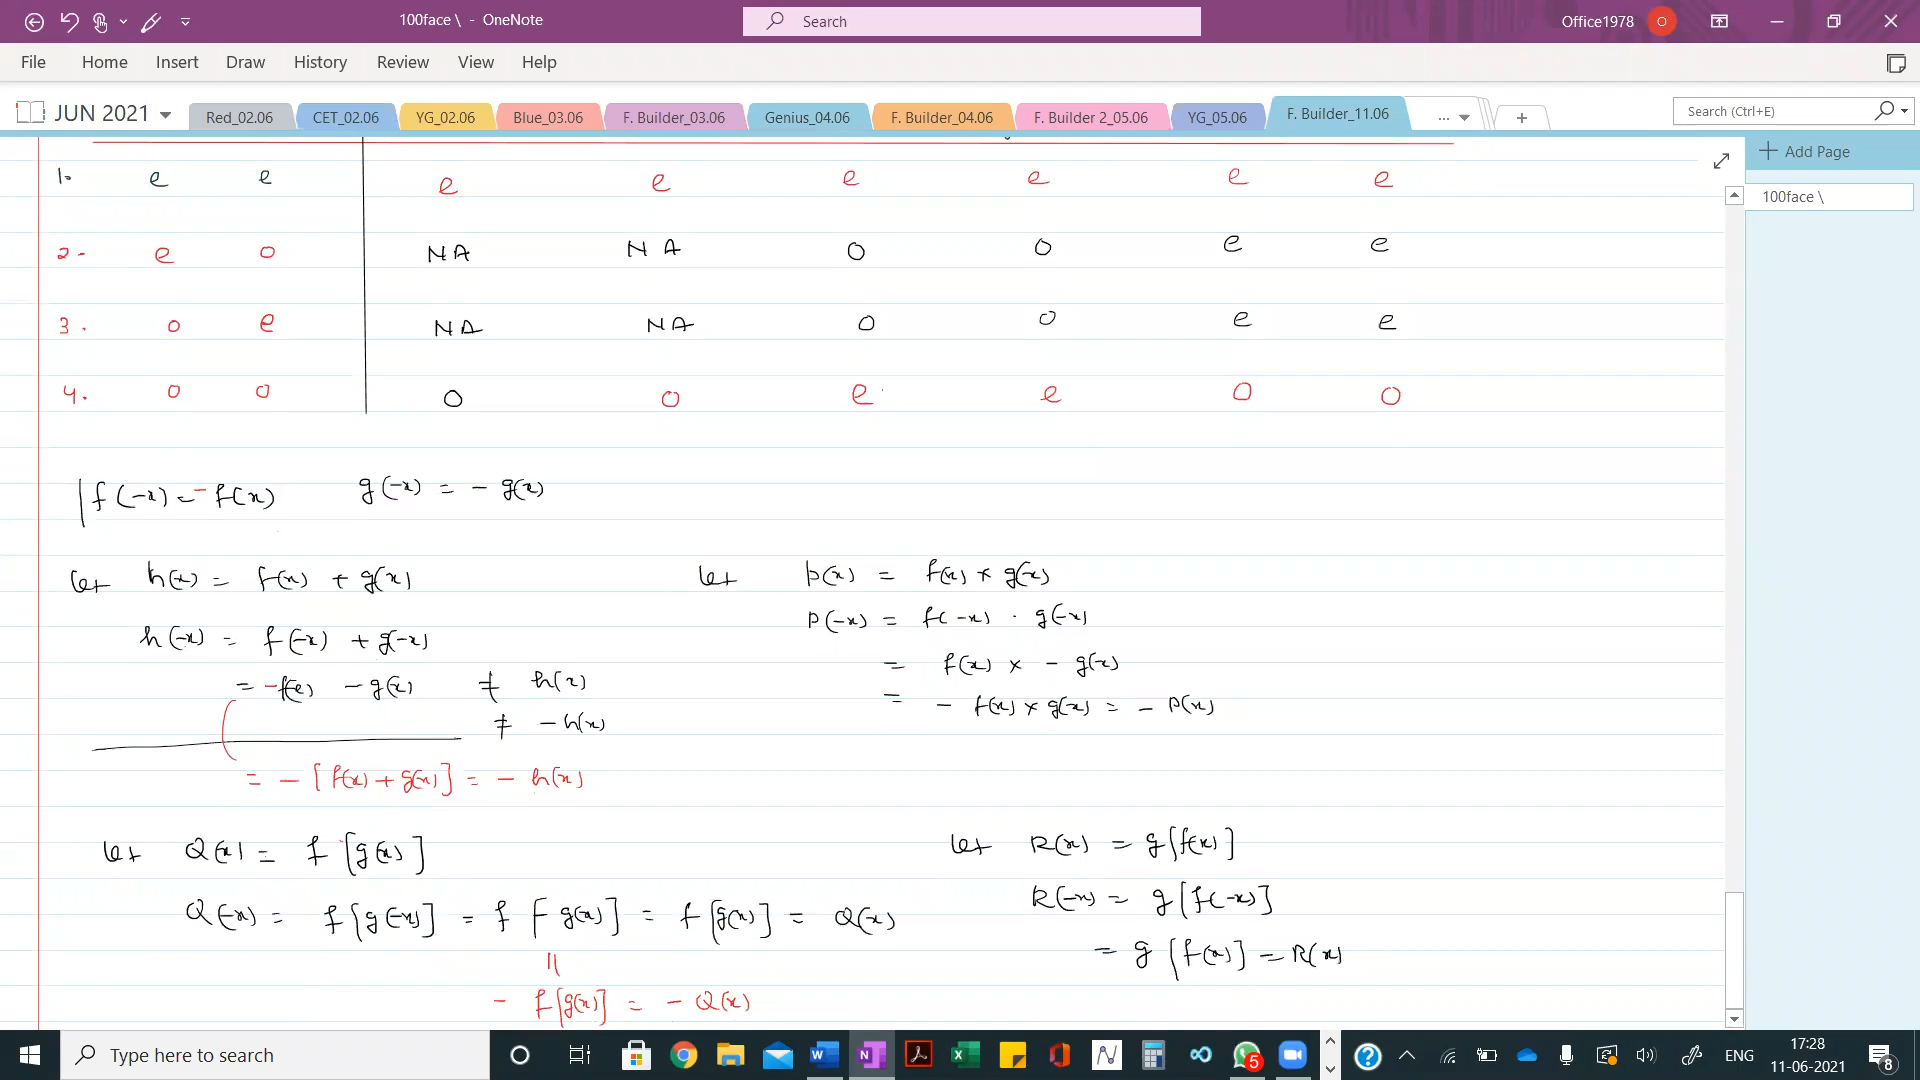 100face \ - OneNote
Search
Office1978
O
File Home Insert Draw History Review View Help
JUN 2021
Red_02.06 CET_02.06 YG_02.06 Blue_03.06 F. Builder_03.06 Genius_04.06 F. Builder_04.06 F. Builder 2_05.06 YG_05.06 F. Builder_11.06 ... +
Search (Ctrl+E)
Add Page
100face \
1. e e e e e e e e
2. e o NA NA o o e e
3. o e NA NA o o e e
4. o o o o e e o o
f(-x) = - f(x) g(-x) = - g(x)
let h(x) = f(x) + g(x)
h(-x) = f(-x) + g(-x)
= -f(x) - g(x) ≠ h(x)
≠ - h(x)
= - [f(x) + g(x)] = - h(x)
let p(x) = f(x) × g(x)
P(-x) = f(-x) . g(-x)
= f(x) × - g(x)
= - f(x) × g(x) = - P(x)
let Q(x) = f[g(x)]
Q(-x) = f[g(-x)] = f[-g(x)] = f[g(x)] = Q(x)
=
- f[g(x)] = - Q(x)
let R(x) = g[f(x)]
R(-x) = g[f(-x)]
= g[f(x)] = R(x)
Type here to search
5
ENG
17:28
11-06-2021
8